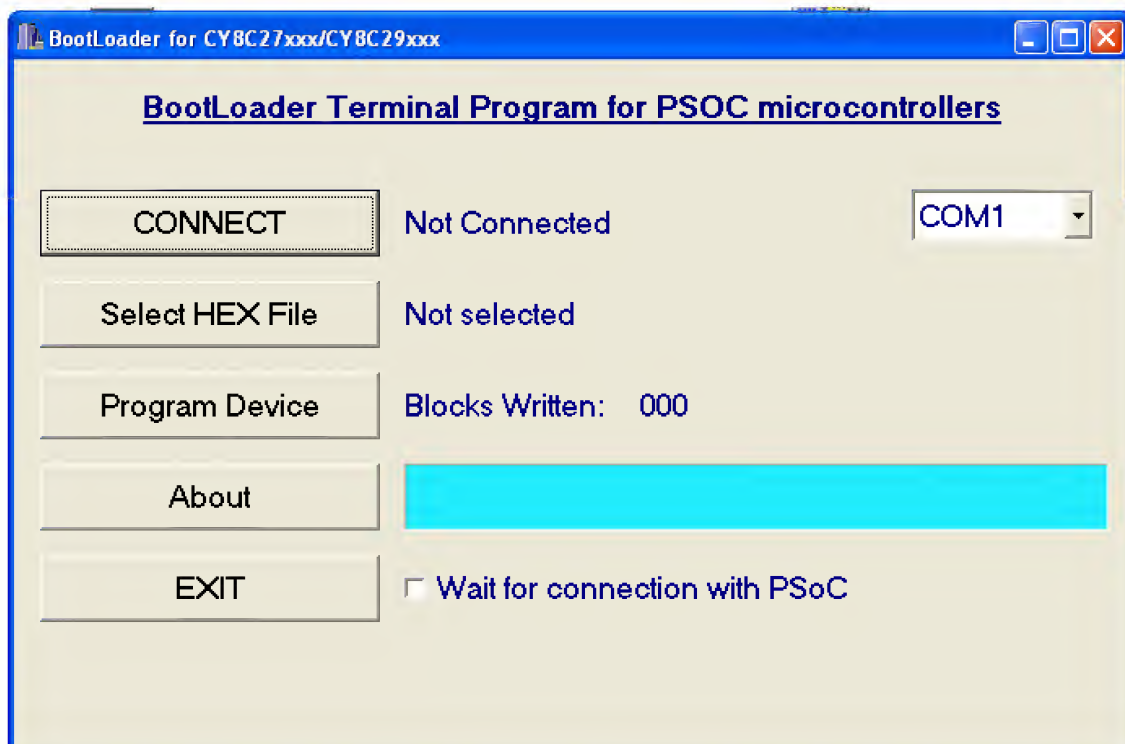 BootLoader for CY8C27xxx/CY8C29xxx
BootLoader Terminal Program for PSOC microcontrollers
CONNECT Not Connected COM1
Select HEX File Not selected
Program Device Blocks Written: 000
About
EXIT Wait for connection with PSoC